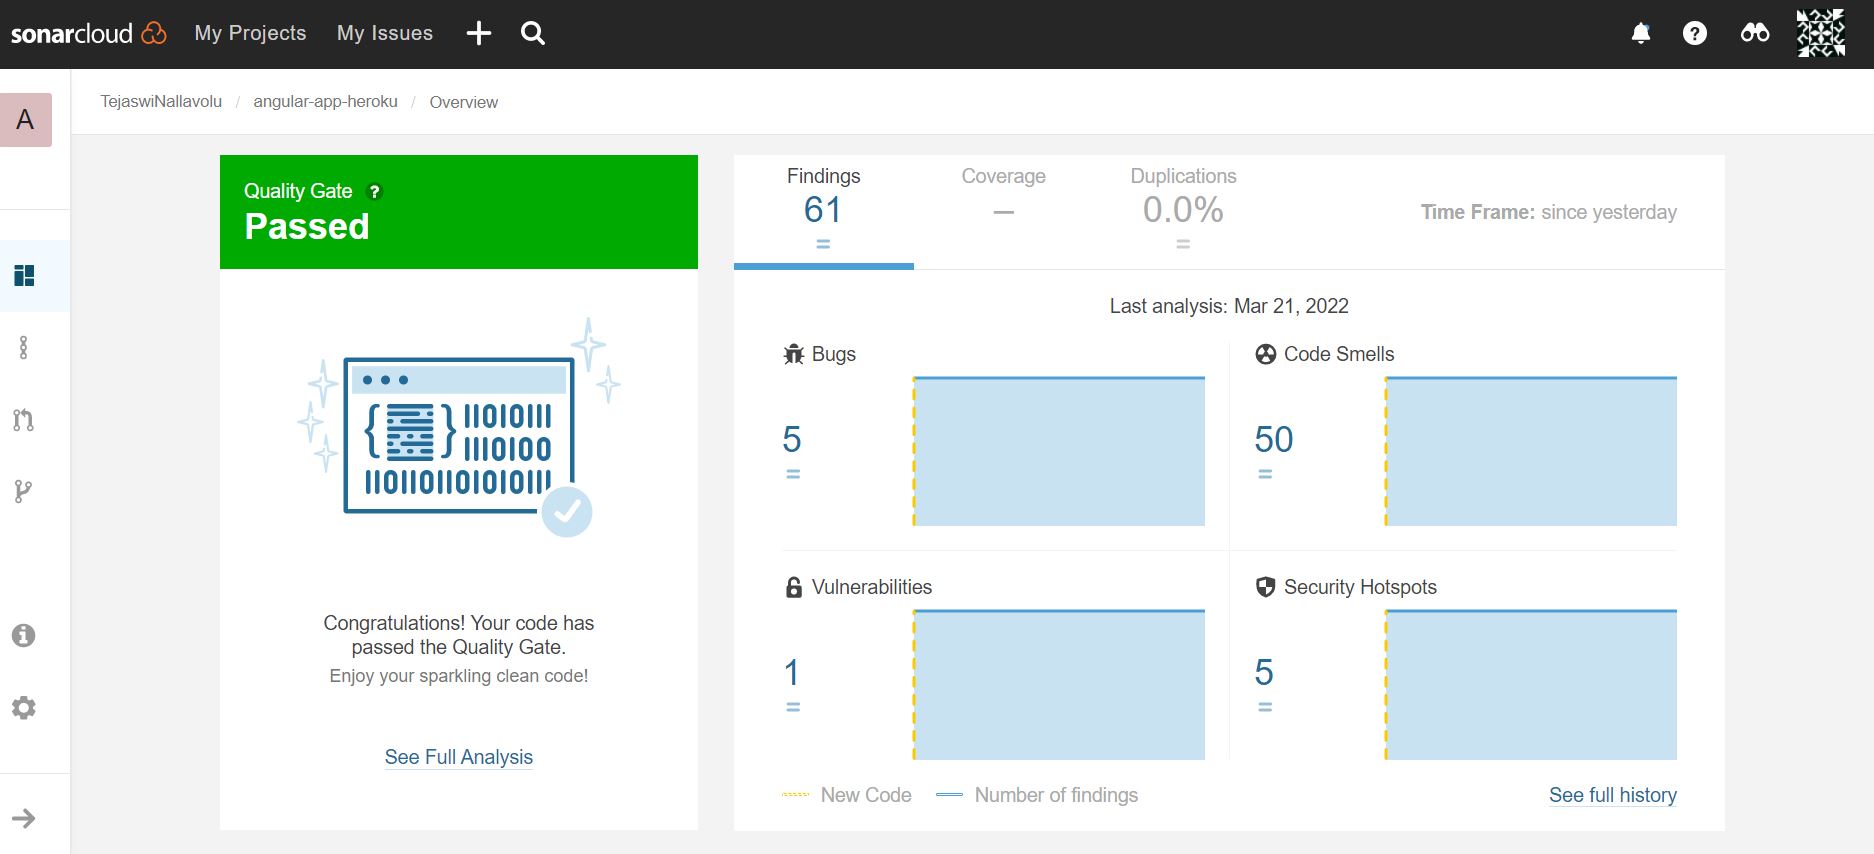 sonarcloud My Projects My Issues
A
TejaswiNallavolu / angular-app-heroku / Overview
Quality Gate ?
Passed
Congratulations! Your code has
passed the Quality Gate.
Enjoy your sparkling clean code!
See Full Analysis
Findings
61
=
Coverage
–
Duplications
0.0%
=
Time Frame: since yesterday
Last analysis: Mar 21, 2022
Bugs
5
=
Code Smells
50
=
Vulnerabilities
1
=
Security Hotspots
5
=
New Code
Number of findings
See full history